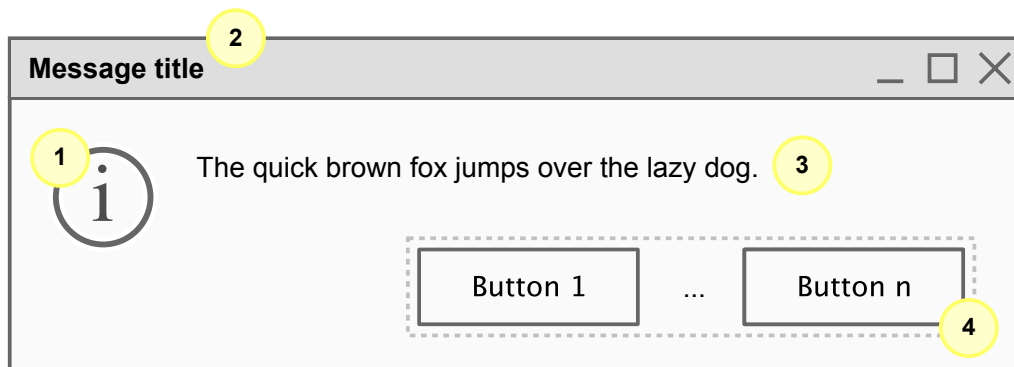 2
Message title
1
i
The quick brown fox jumps over the lazy dog.
3
Button 1
...
Button n
4